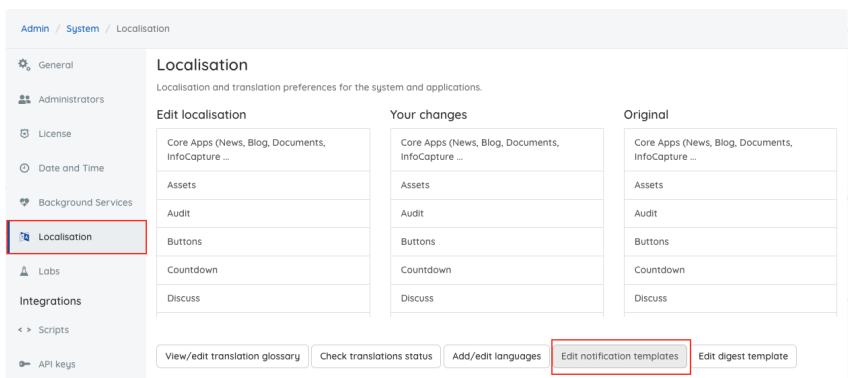 Admin / System / Localisation
General
Administrators
License
Date and Time
Background Services
Localisation
Labs
Integrations
Scripts
API keys
Localisation
Localisation and translation preferences for the system and applications.
Edit localisation
Core Apps (News, Blog, Documents,
InfoCapture ...
Assets
Audit
Buttons
Countdown
Discuss
Your changes
Core Apps (News, Blog, Documents,
InfoCapture ...
Assets
Audit
Buttons
Countdown
Discuss
Original
Core Apps (News, Blog, Documents,
InfoCapture ...
Assets
Audit
Buttons
Countdown
Discuss
View/edit translation glossary
Check translations status
Add/edit languages
Edit notification templates
Edit digest template